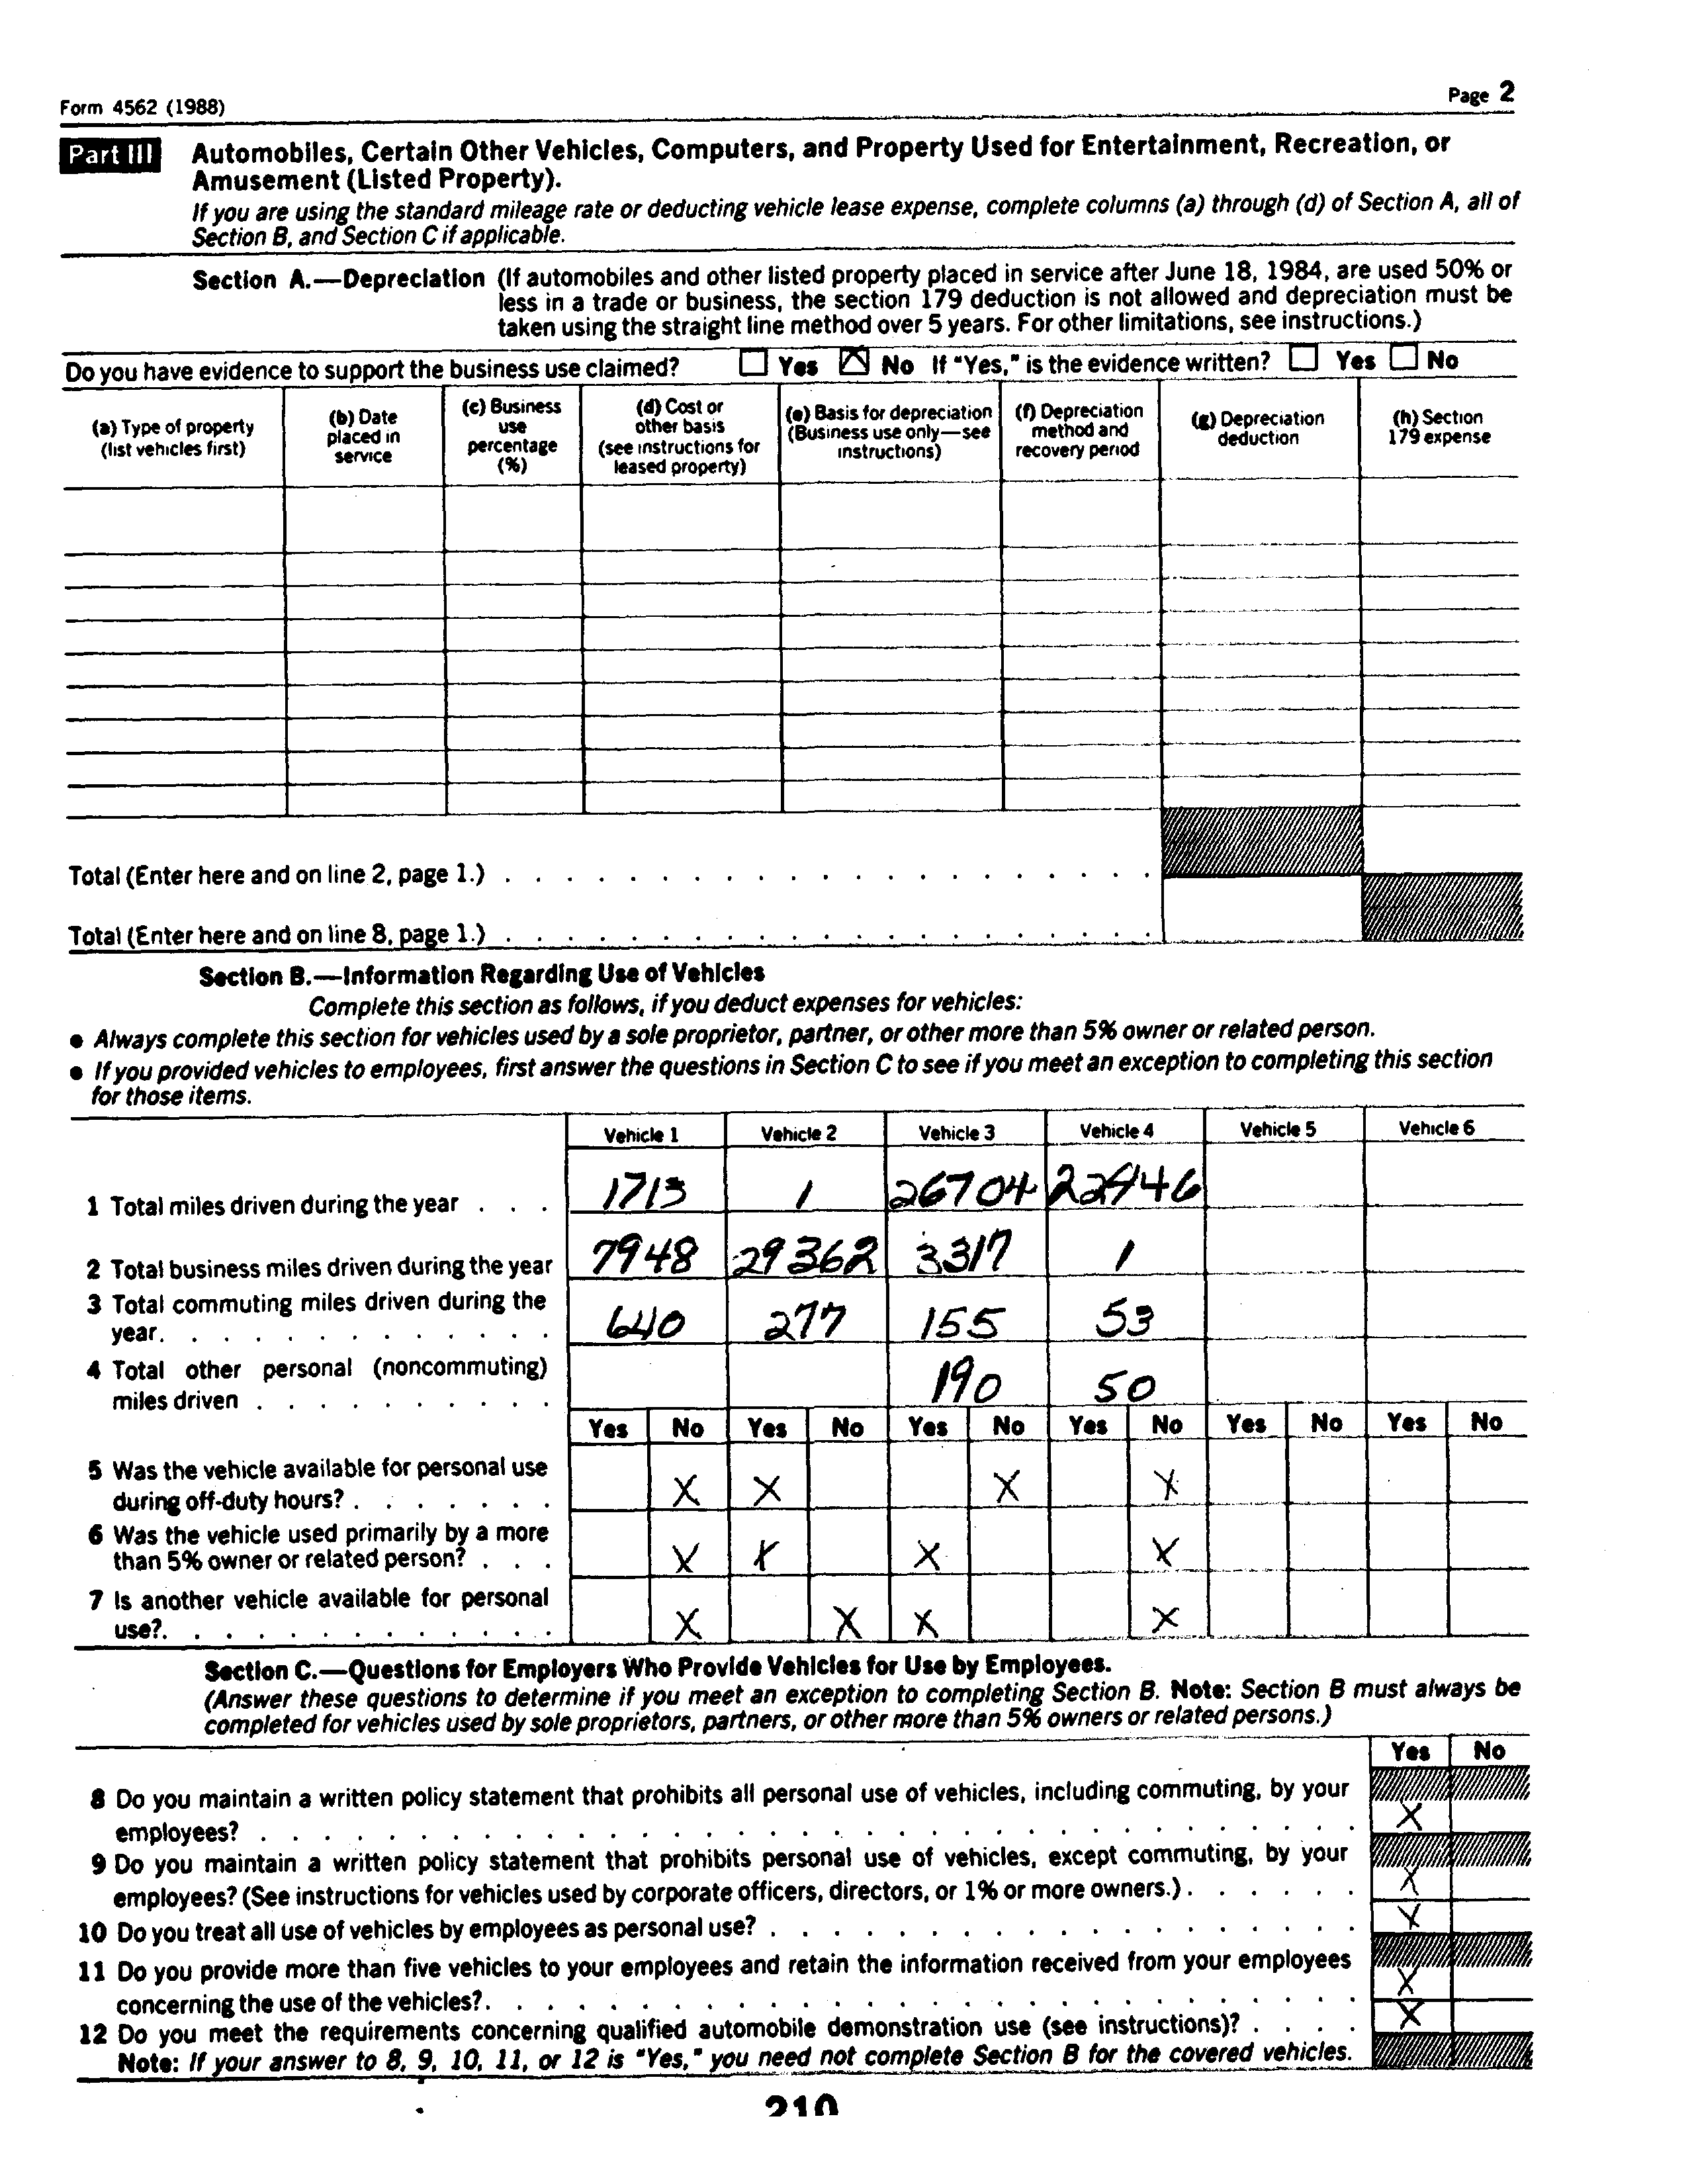 Form 4562 (1988)
Page 2
Part III
Automobiles, Certain Other Vehicles, Computers, and Property Used for Entertainment, Recreation, or
Amusement (Listed Property).
If you are using the standard mileage rate or deducting vehicle lease expense, complete columns (a) through (d) of Section A, all of
Section B, and Section C if applicable.
Section A.—Depreciation (If automobiles and other listed property placed in service after June 18, 1984, are used 50% or
less in a trade or business, the section 179 deduction is not allowed and depreciation must be
taken using the straight line method over 5 years. For other limitations, see instructions.)
Do you have evidence to support the business use claimed? Yes X No If "Yes," is the evidence written? Yes No
(a) Type of property
(list vehicles first)
(b) Date
placed in
service
(c) Business
use
percentage
(%)
(d) Cost or
other basis
(see instructions for
leased property)
(e) Basis for depreciation
(Business use only—see
instructions)
(f) Depreciation
method and
recovery period
(g) Depreciation
deduction
(h) Section
179 expense
Total (Enter here and on line 2, page 1.)
Total (Enter here and on line 8, page 1.)
Section B.—Information Regarding Use of Vehicles
Complete this section as follows, if you deduct expenses for vehicles:
● Always complete this section for vehicles used by a sole proprietor, partner, or other more than 5% owner or related person.
● If you provided vehicles to employees, first answer the questions in Section C to see if you meet an exception to completing this section
for those items.
Vehicle 1 Vehicle 2 Vehicle 3 Vehicle 4 Vehicle 5 Vehicle 6
1 Total miles driven during the year . . . 1713 1 26704
2 Total business miles driven during the year 7948 29362 3317 1
3 Total commuting miles driven during the
year. 640 277 155 53
4 Total other personal (noncommuting)
miles driven 190 50
Yes No Yes No Yes No Yes No Yes No Yes No
5 Was the vehicle available for personal use
during off-duty hours? X X X X
6 Was the vehicle used primarily by a more
than 5% owner or related person? X X X X
7 Is another vehicle available for personal
use? X X X X
Section C.—Questions for Employers Who Provide Vehicles for Use by Employees.
(Answer these questions to determine if you meet an exception to completing Section B. Note: Section B must always be
completed for vehicles used by sole proprietors, partners, or other more than 5% owners or related persons.)
Yes No
8 Do you maintain a written policy statement that prohibits all personal use of vehicles, including commuting, by your
employees? X
9 Do you maintain a written policy statement that prohibits personal use of vehicles, except commuting, by your
employees? (See instructions for vehicles used by corporate officers, directors, or 1% or more owners.) X
10 Do you treat all use of vehicles by employees as personal use? X
11 Do you provide more than five vehicles to your employees and retain the information received from your employees
concerning the use of the vehicles? X
12 Do you meet the requirements concerning qualified automobile demonstration use (see instructions)? X
Note: If your answer to 8, 9, 10, 11, or 12 is "Yes," you need not complete Section B for the covered vehicles.
210